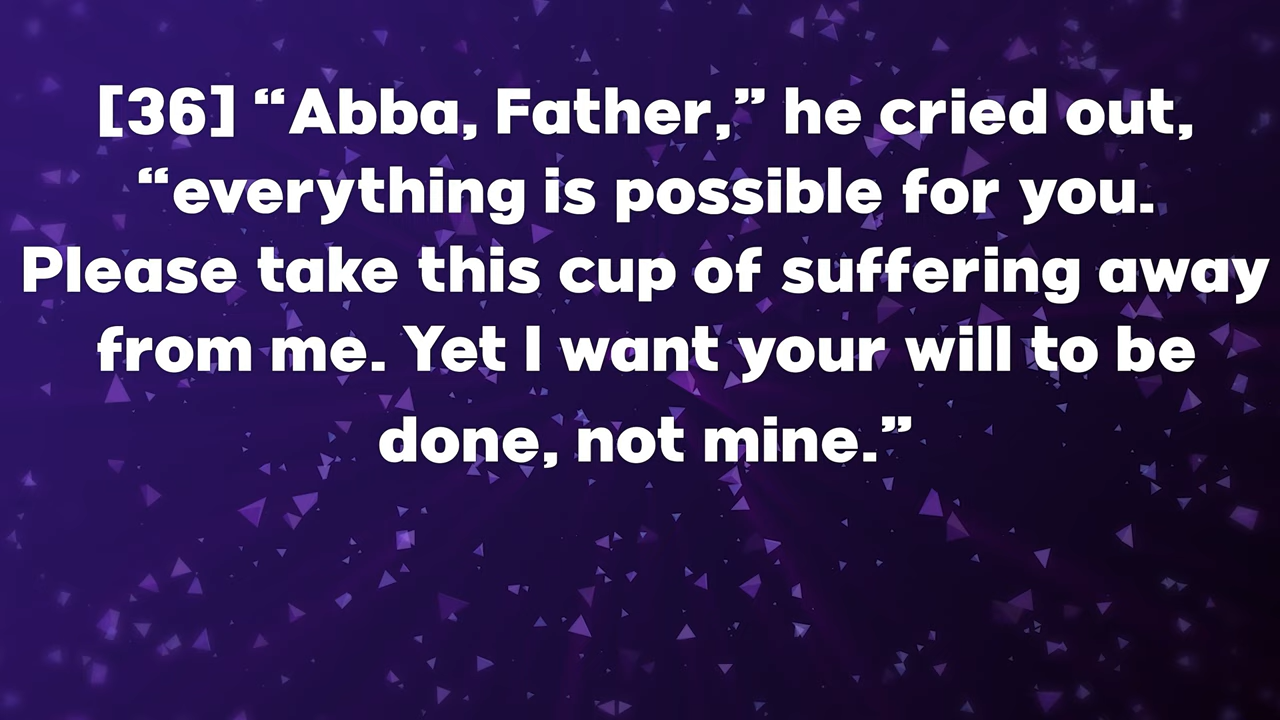 [36] “Abba, Father,” he cried out,
“everything is possible for you.
Please take this cup of suffering away
from me. Yet I want your will to be
done, not mine.”